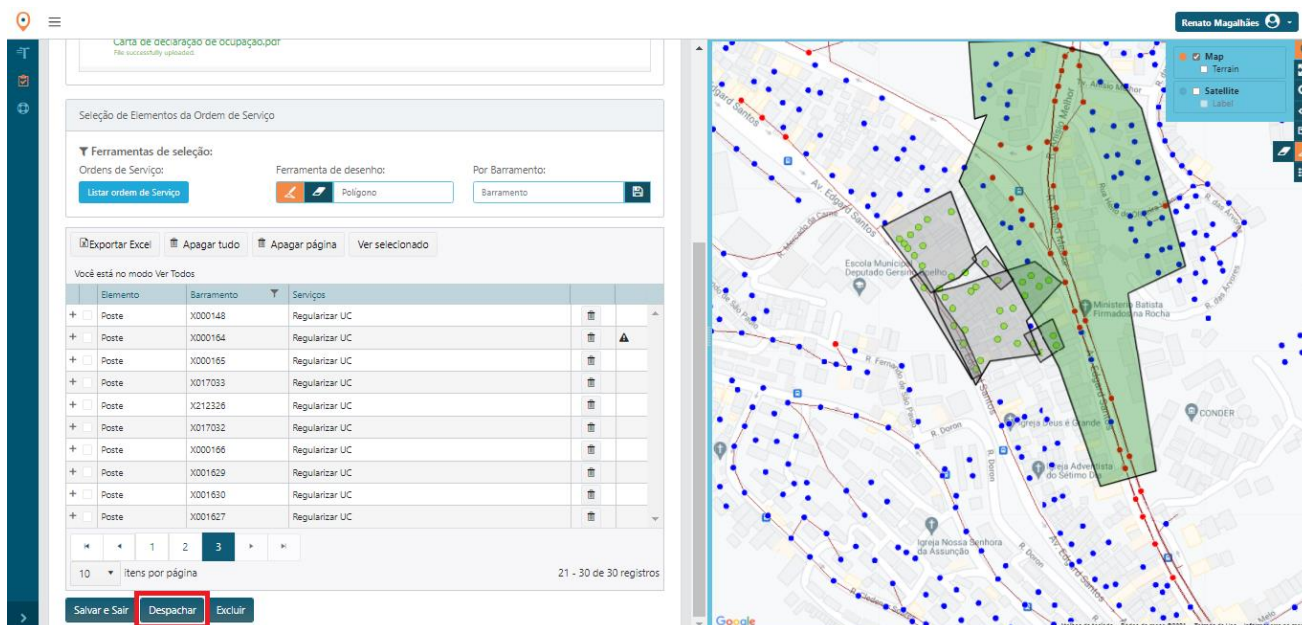 Renato Magalhães
Carta de declaração de ocupação.pdf
File successfully uploaded.
Seleção de Elementos da Ordem de Serviço
Ferramentas de seleção:
Ordens de Serviço:
Ferramenta de desenho:
Por Barramento:
Listar ordem de Serviço
Polígono
Barramento
Exportar Excel
Apagar tudo
Apagar página
Ver selecionado
Você está no modo Ver Todos
Elemento Barramento Serviços
Poste X000148 Regularizar UC
Poste X000164 Regularizar UC
Poste X000165 Regularizar UC
Poste X017033 Regularizar UC
Poste X212326 Regularizar UC
Poste X017032 Regularizar UC
Poste X000166 Regularizar UC
Poste X001629 Regularizar UC
Poste X001630 Regularizar UC
Poste X001627 Regularizar UC
1 2 3
10 itens por página
21 - 30 de 30 registros
Salvar e Sair
Despachar
Excluir
Map
Terrain
Satellite
Label
Av. Edgard Santos
Escola Municipal
Deputado Gersino Coelho
Ministério Batista
Firmados na Rocha
R. das Árvores
R. Doron
Igreja Deus é Grande
CONDER
Igreja Adventista
do Sétimo Dia
R. Doron
Igreja Nossa Senhora
da Assunção
R. Doron
Av. Edgard Santos
Google